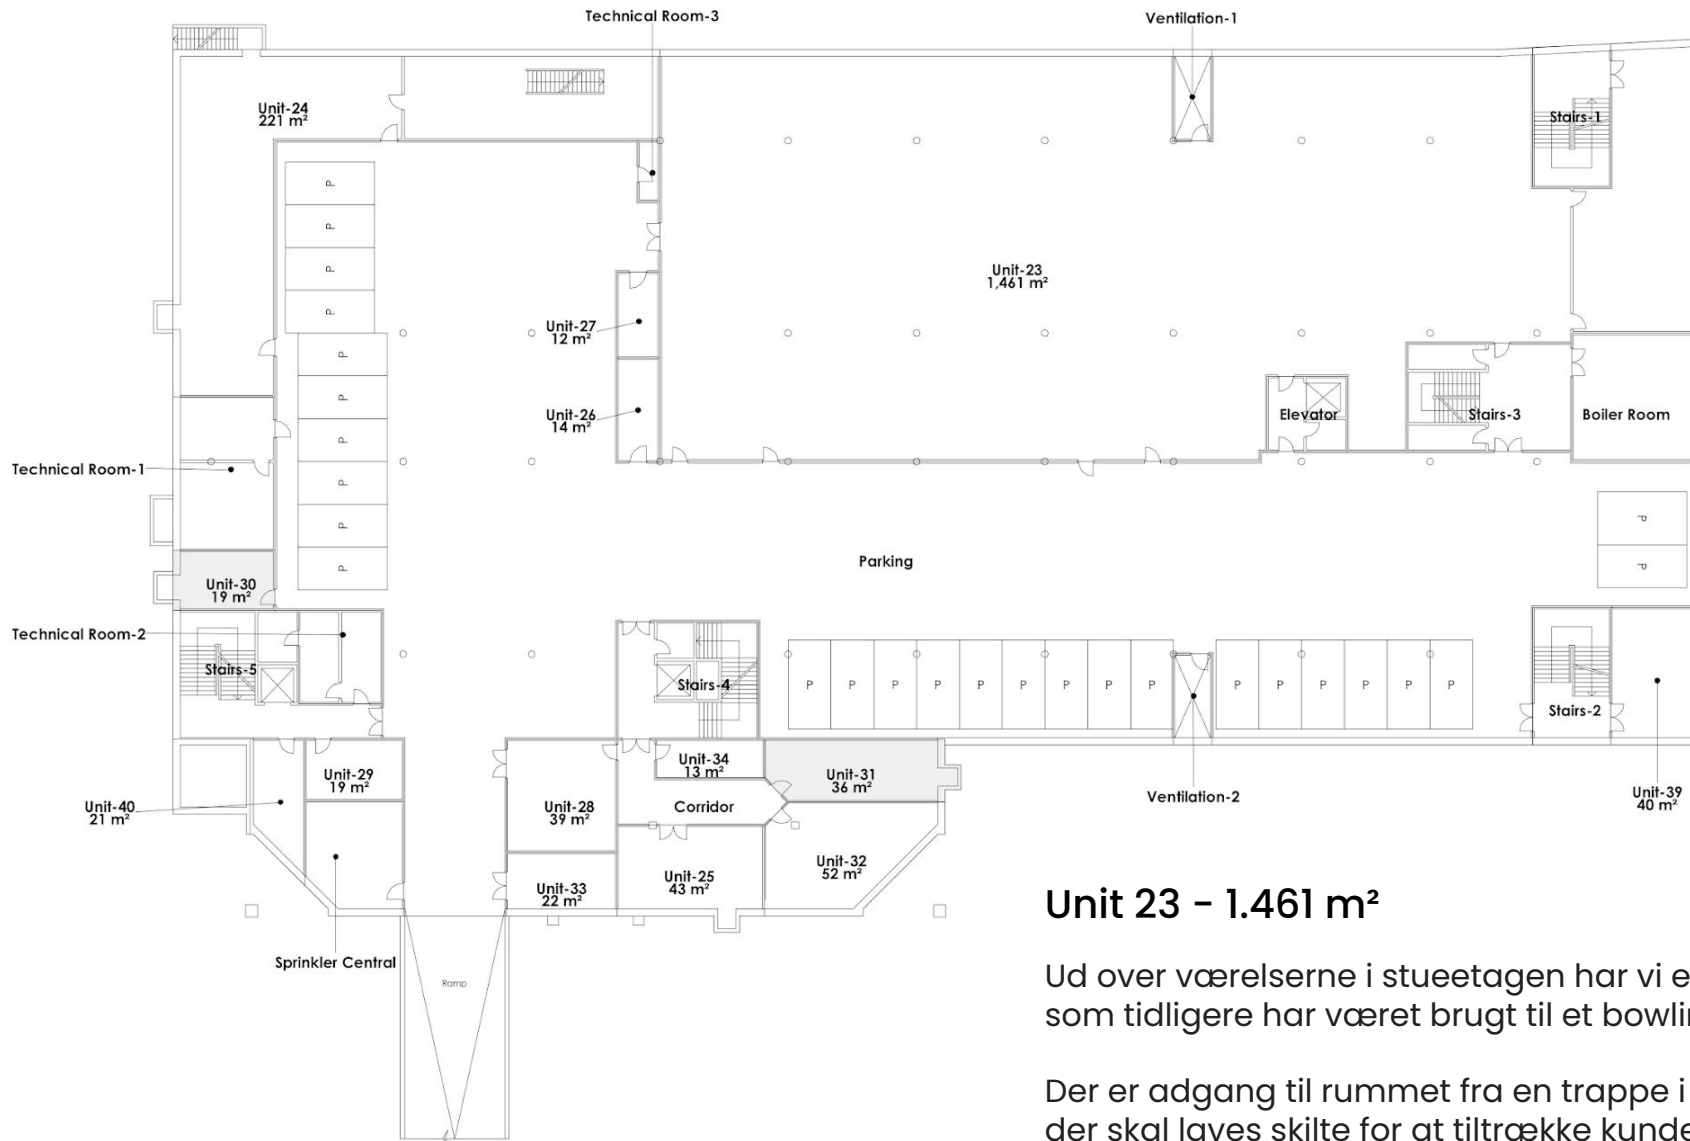 Technical Room-3
Ventilation-1
Unit-24
221 m²
Stairs-1
P
P
P
P
Unit-23
1,461 m²
Unit-27
12 m²
P
P
P
P
P
P
Unit-26
14 m²
Elevator
Stairs-3
Boiler Room
Technical Room-1
P
P
Parking
Unit-30
19 m²
Technical Room-2
Stairs-5
Stairs-4
P P P P P P P P P
P P P P P P
Stairs-2
Unit-34
13 m²
Unit-29
19 m²
Unit-31
36 m²
Unit-40
21 m²
Unit-28
39 m²
Corridor
Ventilation-2
Unit-39
40 m²
Unit-32
52 m²
Unit-25
43 m²
Unit-33
22 m²
Sprinkler Central
Ramp
Unit 23 - 1.461 m²
Ud over værelserne i stueetagen har vi e
som tidligere har været brugt til et bowli
Der er adgang til rummet fra en trappe i
der skal laves skilte for at tiltrække kunde